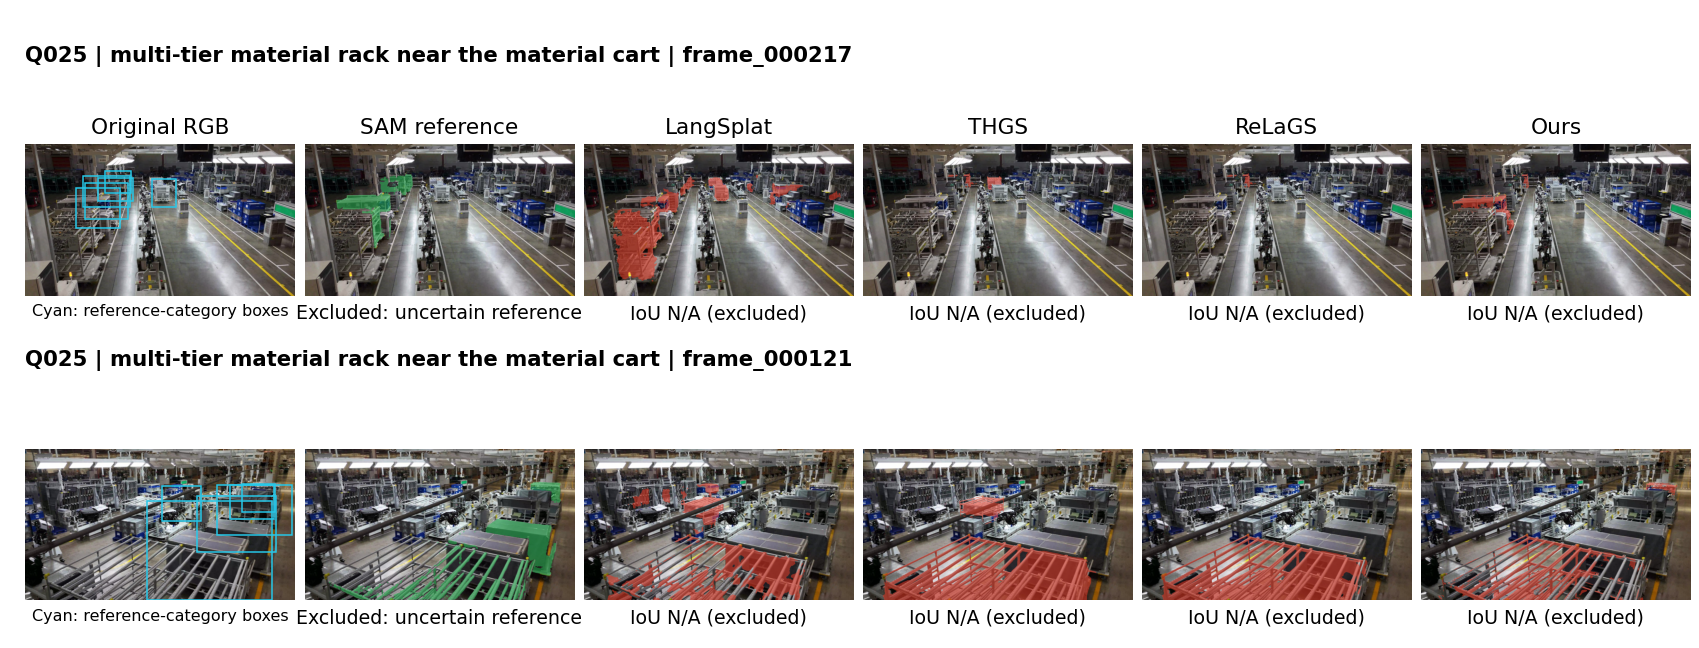 Q025 | multi-tier material rack near the material cart | frame_000217
Original RGB SAM reference LangSplat THGS ReLaGS Ours
Cyan: reference-category boxes Excluded: uncertain reference IoU N/A (excluded) IoU N/A (excluded) IoU N/A (excluded) IoU N/A (excluded)
Q025 | multi-tier material rack near the material cart | frame_000121
Cyan: reference-category boxes Excluded: uncertain reference IoU N/A (excluded) IoU N/A (excluded) IoU N/A (excluded) IoU N/A (excluded)